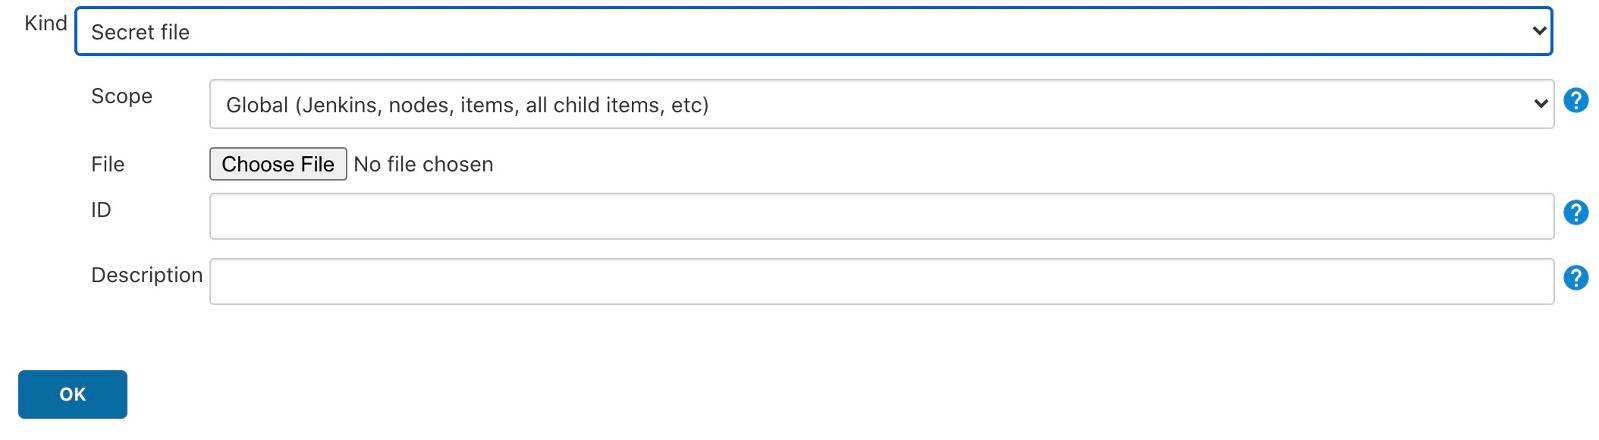 Kind Secret file
Scope Global (Jenkins, nodes, items, all child items, etc) ?
File Choose File No file chosen
ID ?
Description ?
OK